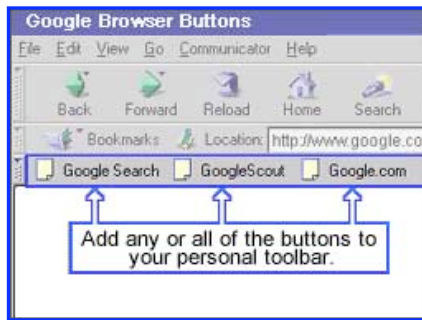 Google Browser Buttons
File Edit View Go Communicator Help
Back Forward Reload Home Search
Bookmarks Location: http://www.google.co
Google Search GoogleScout Google.com
Add any or all of the buttons to
your personal toolbar.